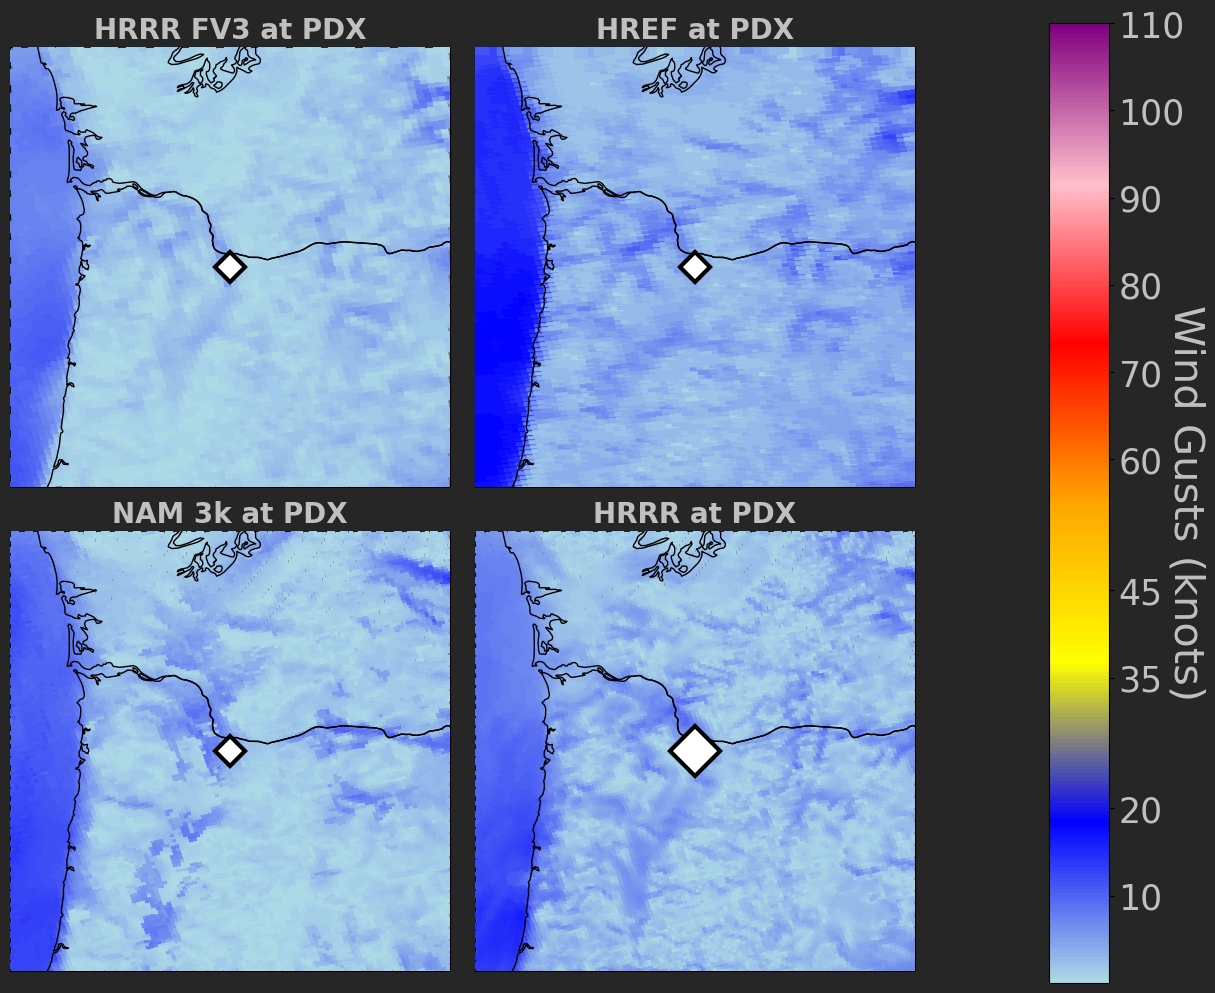 HRRR FV3 at PDX
HREF at PDX
NAM 3k at PDX
HRRR at PDX
110
100
90
80
70
60
45
35
20
10
Wind Gusts (knots)